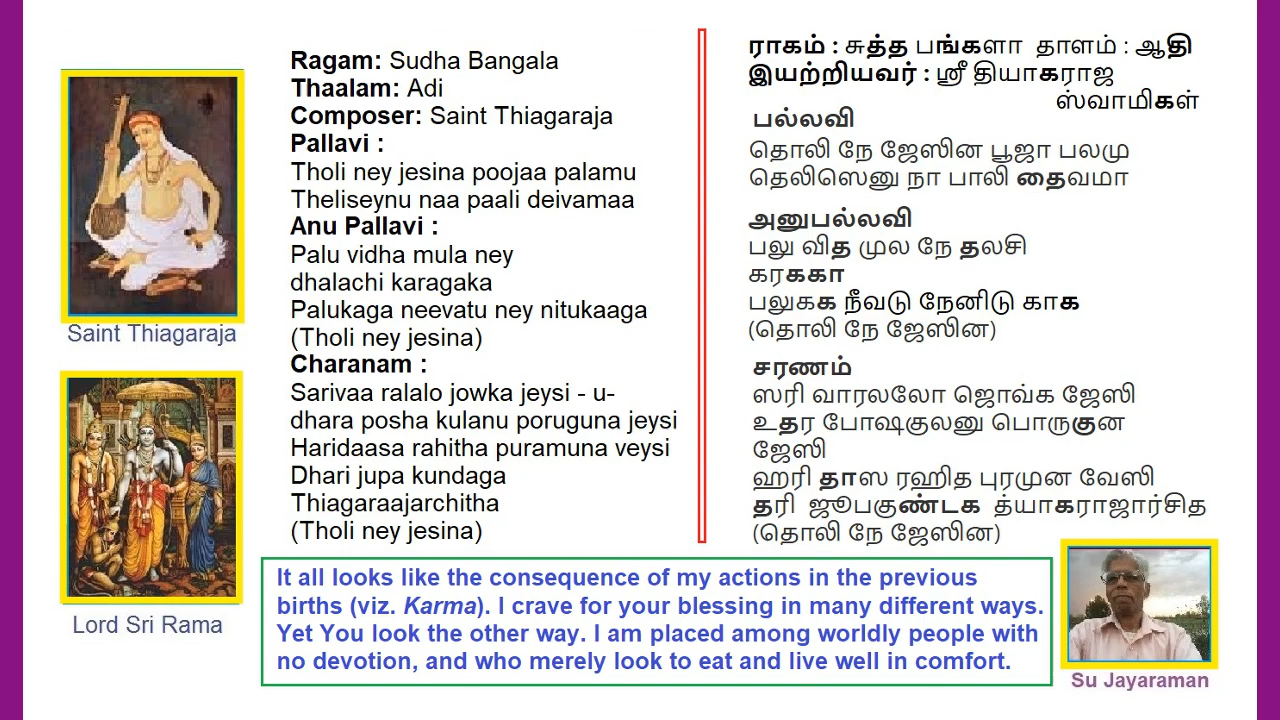 Saint Thiagaraja
Lord Sri Rama
Ragam: Sudha Bangala
Thaalam: Adi
Composer: Saint Thiagaraja
Pallavi :
Tholi ney jesina poojaa palamu
Theliseynu naa paali deivamaa
Anu Pallavi :
Palu vidha mula ney
dhalachi karagaka
Palukaga neevatu ney nitukaaga
(Tholi ney jesina)
Charanam :
Sarivaa ralalo jowka jeysi - u-
dhara posha kulanu poruguna jeysi
Haridaasa rahitha puramuna veysi
Dhari jupa kundaga
Thiagaraajarchitha
(Tholi ney jesina)
ராகம் : சுத்த பங்களா தாளம் : ஆதி
இயற்றியவர் : ஸ்ரீ தியாகராஜ
ஸ்வாமிகள்
பல்லவி
தொலி நே ஜேஸின பூஜா பலமு
தெலிஸெனு நா பாலி தைவமா
அனுபல்லவி
பலு வித முல நே தலசி
கரக்கா
பலுகக நீவடு நேனிடு காக
(தொலி நே ஜேஸின)
சரணம்
ஸரி வாரலலோ ஜொவ்க ஜேஸி
உதர போஷகுலனு பொருகுன
ஜேஸி
ஹரி தாஸ ரஹித புரமுன வேஸி
தரி ஜூபகுண்டக த்யாகராஜார்சித
(தொலி நே ஜேஸின)
It all looks like the consequence of my actions in the previous
births (viz. Karma). I crave for your blessing in many different ways.
Yet You look the other way. I am placed among worldly people with
no devotion, and who merely look to eat and live well in comfort.
Su Jayaraman